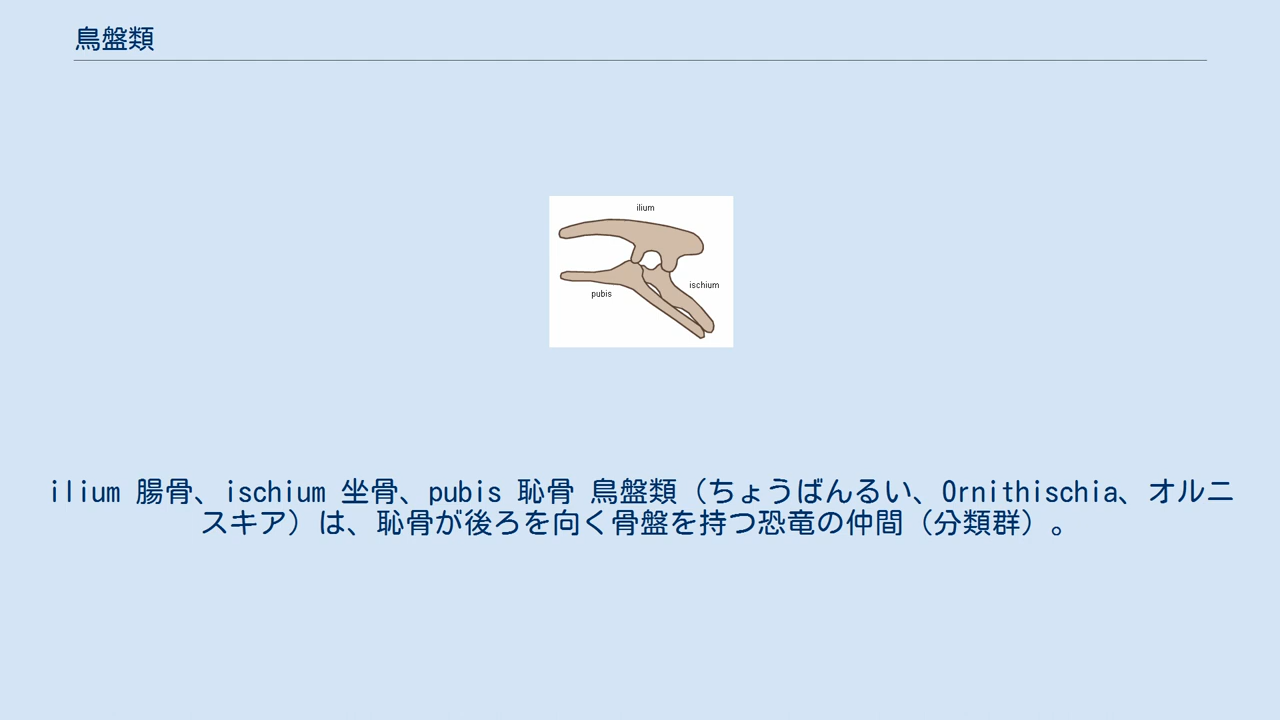 鳥盤類
ilium
ischium
pubis
ilium 腸骨、ischium 坐骨、pubis 恥骨 鳥盤類（ちょうばんるい、Ornithischia、オルニ
スキア）は、恥骨が後ろを向く骨盤を持つ恐竜の仲間（分類群）。